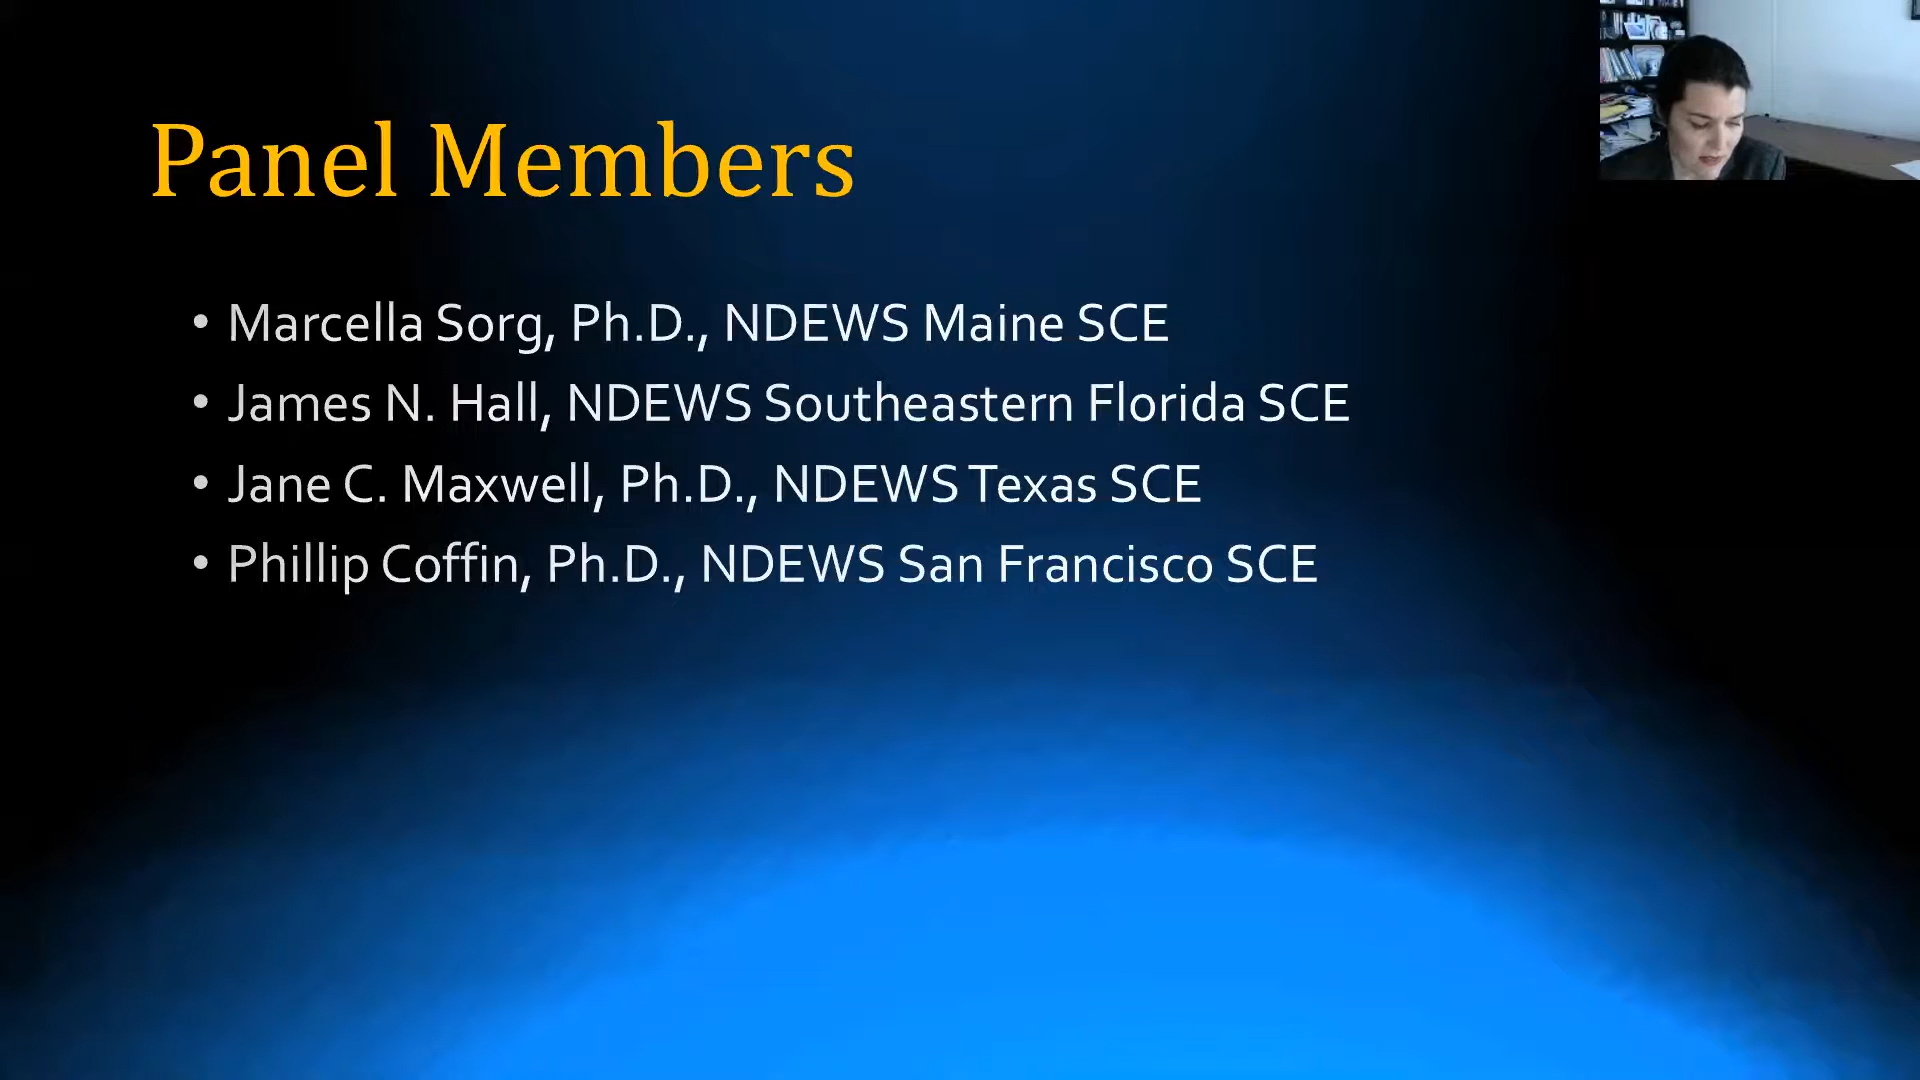 Panel Members
• Marcella Sorg, Ph.D., NDEWS Maine SCE
• James N. Hall, NDEWS Southeastern Florida SCE
• Jane C. Maxwell, Ph.D., NDEWS Texas SCE
• Phillip Coffin, Ph.D., NDEWS San Francisco SCE